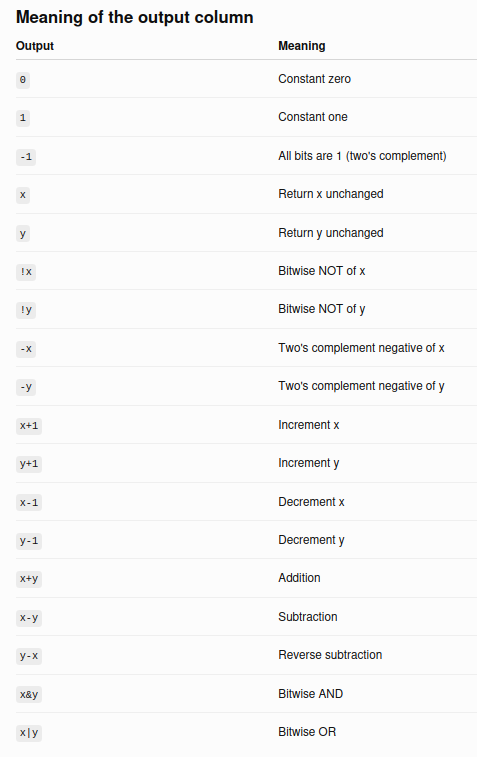 Meaning of the output column
Output Meaning
0 Constant zero
1 Constant one
-1 All bits are 1 (two's complement)
x Return x unchanged
y Return y unchanged
!x Bitwise NOT of x
!y Bitwise NOT of y
-x Two's complement negative of x
-y Two's complement negative of y
x+1 Increment x
y+1 Increment y
x-1 Decrement x
y-1 Decrement y
x+y Addition
x-y Subtraction
y-x Reverse subtraction
x&y Bitwise AND
x|y Bitwise OR